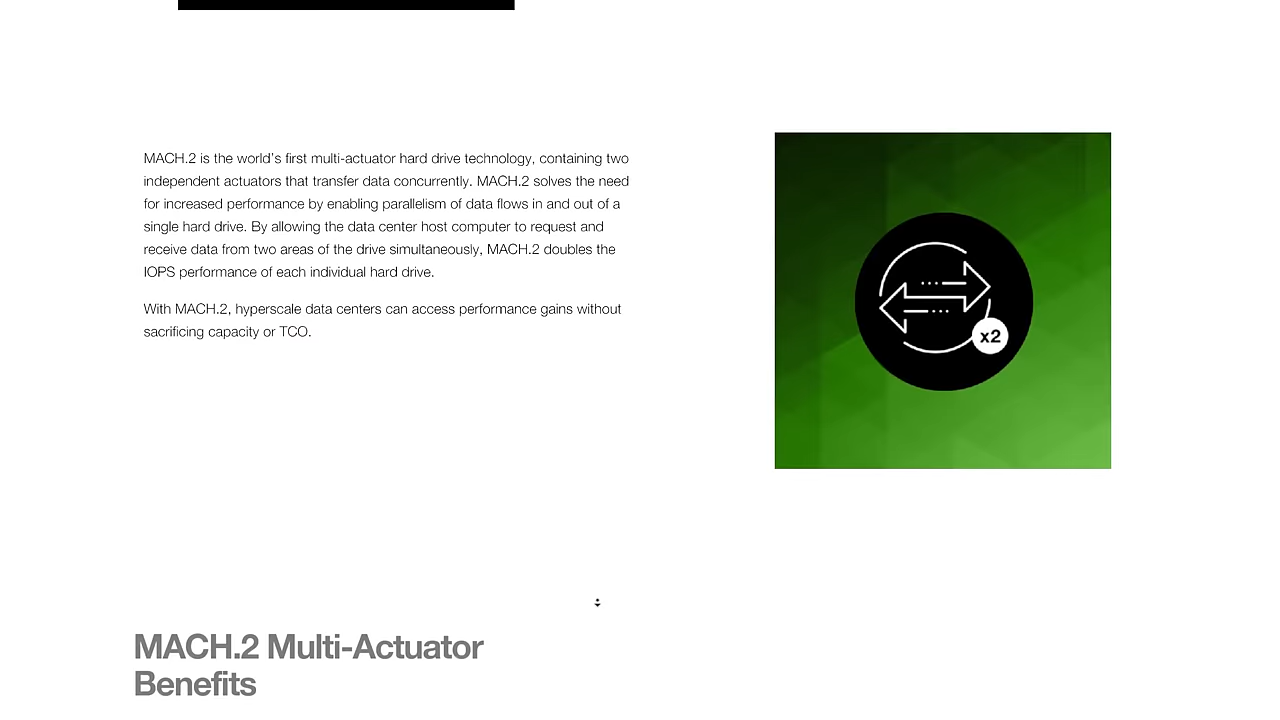 MACH.2 is the world's first multi-actuator hard drive technology, containing two
independent actuators that transfer data concurrently. MACH.2 solves the need
for increased performance by enabling parallelism of data flows in and out of a
single hard drive. By allowing the data center host computer to request and
receive data from two areas of the drive simultaneously, MACH.2 doubles the
IOPS performance of each individual hard drive.
With MACH.2, hyperscale data centers can access performance gains without
sacrificing capacity or TCO.
x2
MACH.2 Multi-Actuator
Benefits